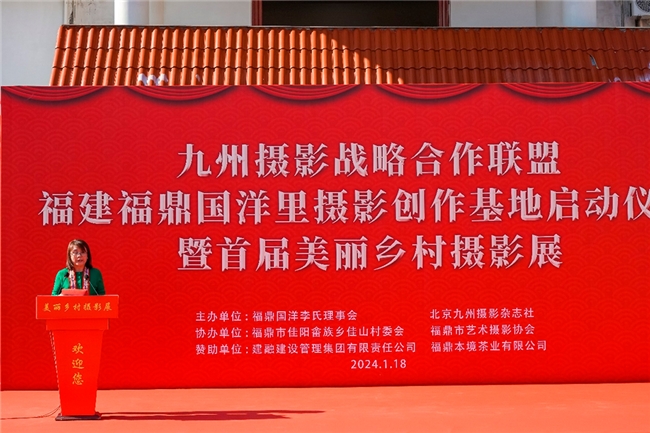 九州摄影战略合作联盟
福建福鼎国洋里摄影创作基地启动仪
暨首届美丽乡村摄影展
主办单位：福鼎国洋李氏理事会 北京九州摄影杂志社
协办单位：福鼎市佳阳畲族乡佳山村委会 福鼎市艺术摄影协会
赞助单位：建融建设管理集团有限责任公司 福鼎本境茶业有限公司
2024.1.18
美丽乡村摄影展
欢迎您